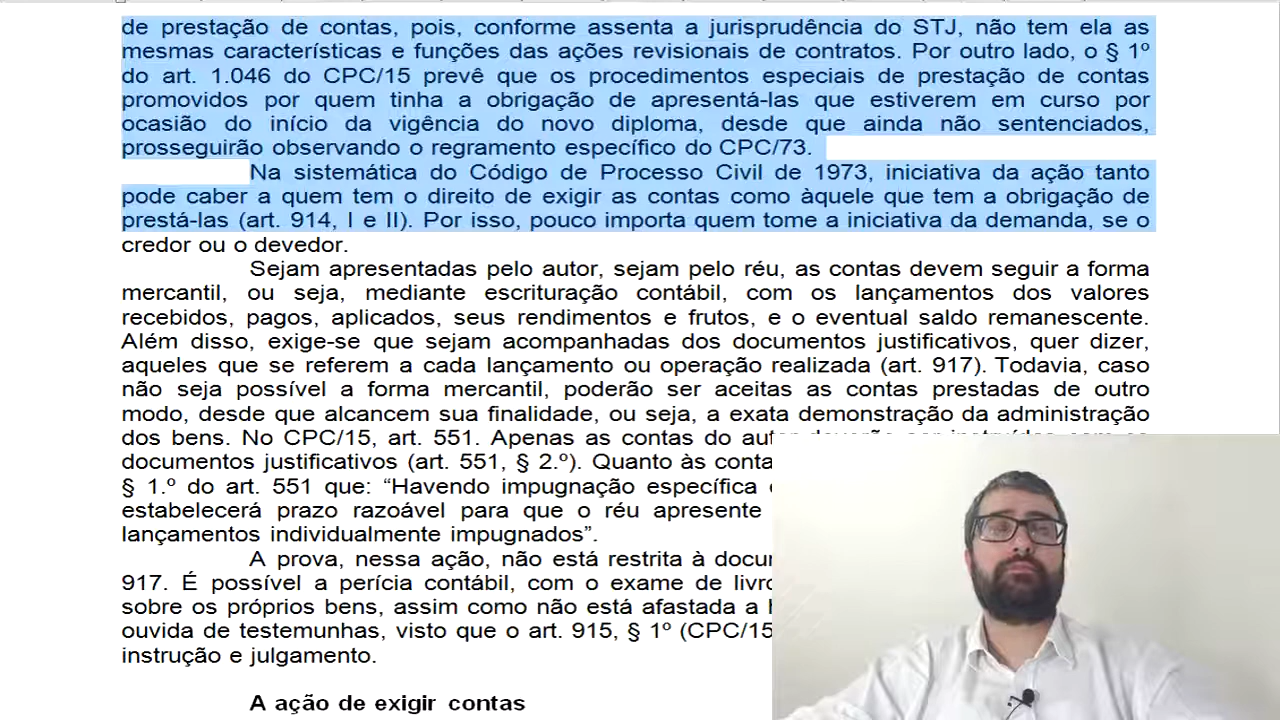 de prestação de contas, pois, conforme assenta a jurisprudência do STJ, não tem ela as
mesmas características e funções das ações revisionais de contratos. Por outro lado, o § 1º
do art. 1.046 do CPC/15 prevê que os procedimentos especiais de prestação de contas
promovidos por quem tinha a obrigação de apresentá-las que estiverem em curso por
ocasião do início da vigência do novo diploma, desde que ainda não sentenciados,
prosseguirão observando o regramento específico do CPC/73.
Na sistemática do Código de Processo Civil de 1973, iniciativa da ação tanto
pode caber a quem tem o direito de exigir as contas como àquele que tem a obrigação de
prestá-las (art. 914, I e II). Por isso, pouco importa quem tome a iniciativa da demanda, se o
credor ou o devedor.
Sejam apresentadas pelo autor, sejam pelo réu, as contas devem seguir a forma
mercantil, ou seja, mediante escrituração contábil, com os lançamentos dos valores
recebidos, pagos, aplicados, seus rendimentos e frutos, e o eventual saldo remanescente.
Além disso, exige-se que sejam acompanhadas dos documentos justificativos, quer dizer,
aqueles que se referem a cada lançamento ou operação realizada (art. 917). Todavia, caso
não seja possível a forma mercantil, poderão ser aceitas as contas prestadas de outro
modo, desde que alcancem sua finalidade, ou seja, a exata demonstração da administração
dos bens. No CPC/15, art. 551. Apenas as contas do
documentos justificativos (art. 551, § 2.º). Quanto às
§ 1.º do art. 551 que: “Havendo impugnação específica
estabelecerá prazo razoável para que o réu apresente
lançamentos individualmente impugnados”.
A prova, nessa ação, não está restrita à
917. É possível a perícia contábil, com o exame de
sobre os próprios bens, assim como não está afastada a
ouvida de testemunhas, visto que o art. 915, § 1º (CPC/15
instrução e julgamento.
A ação de exigir contas